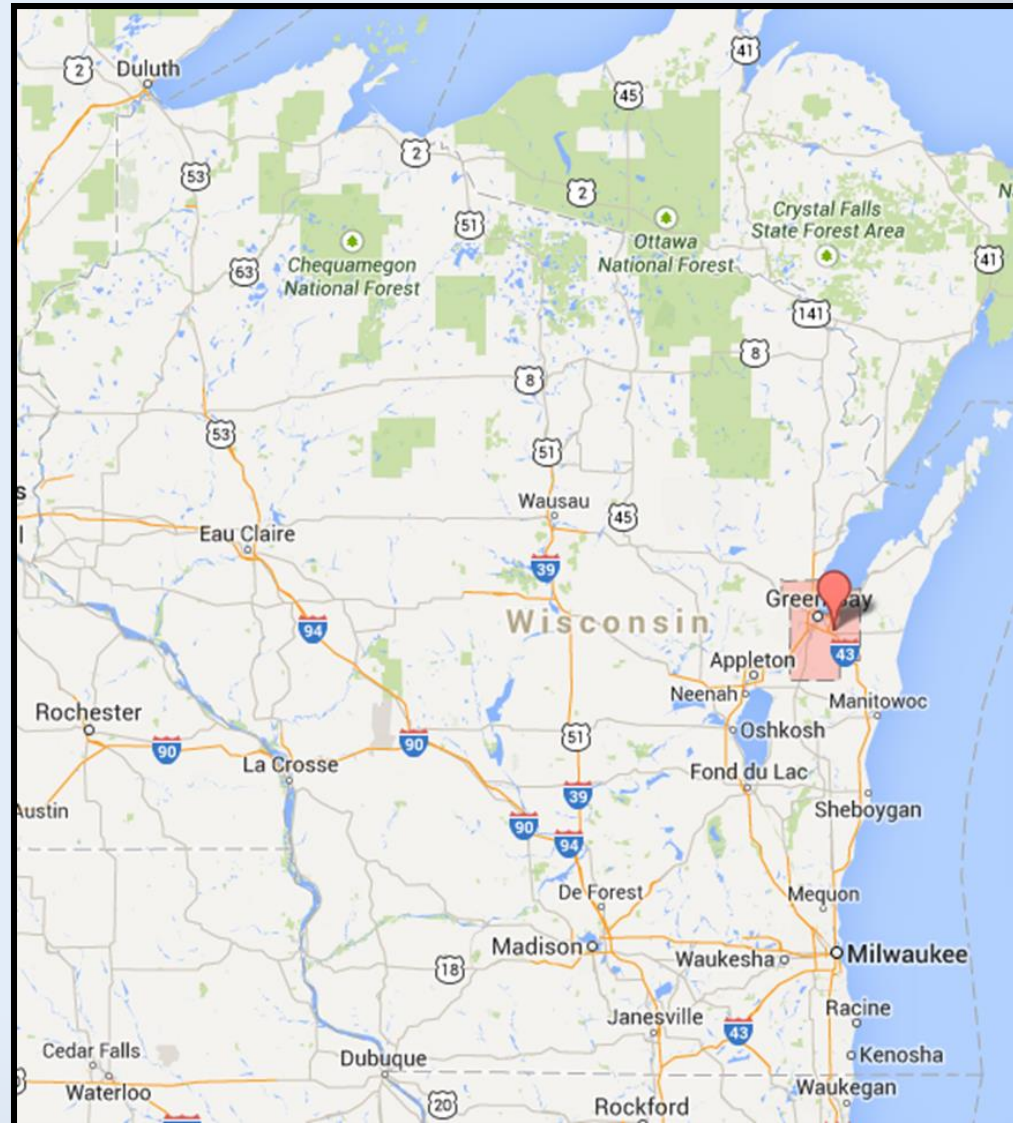 41
2
Duluth
45
2
53
2
Crystal Falls
State Forest Area
51
Ottawa
National Forest
41
63
Chequamegon
National Forest
141
8
8
53
51
s
Wausau
45
Eau Claire
l
39
Green Bay
Wisconsin
94
43
Appleton
Neenah
Manitowoc
Rochester
Oshkosh
51
90
90
La Crosse
Fond du Lac
39
Austin
Sheboygan
90
94
De Forest
Mequon
Madison
Waukesha
Milwaukee
18
Racine
Janesville
43
Cedar Falls
Dubuque
Kenosha
Waterloo
Waukegan
20
Rockford